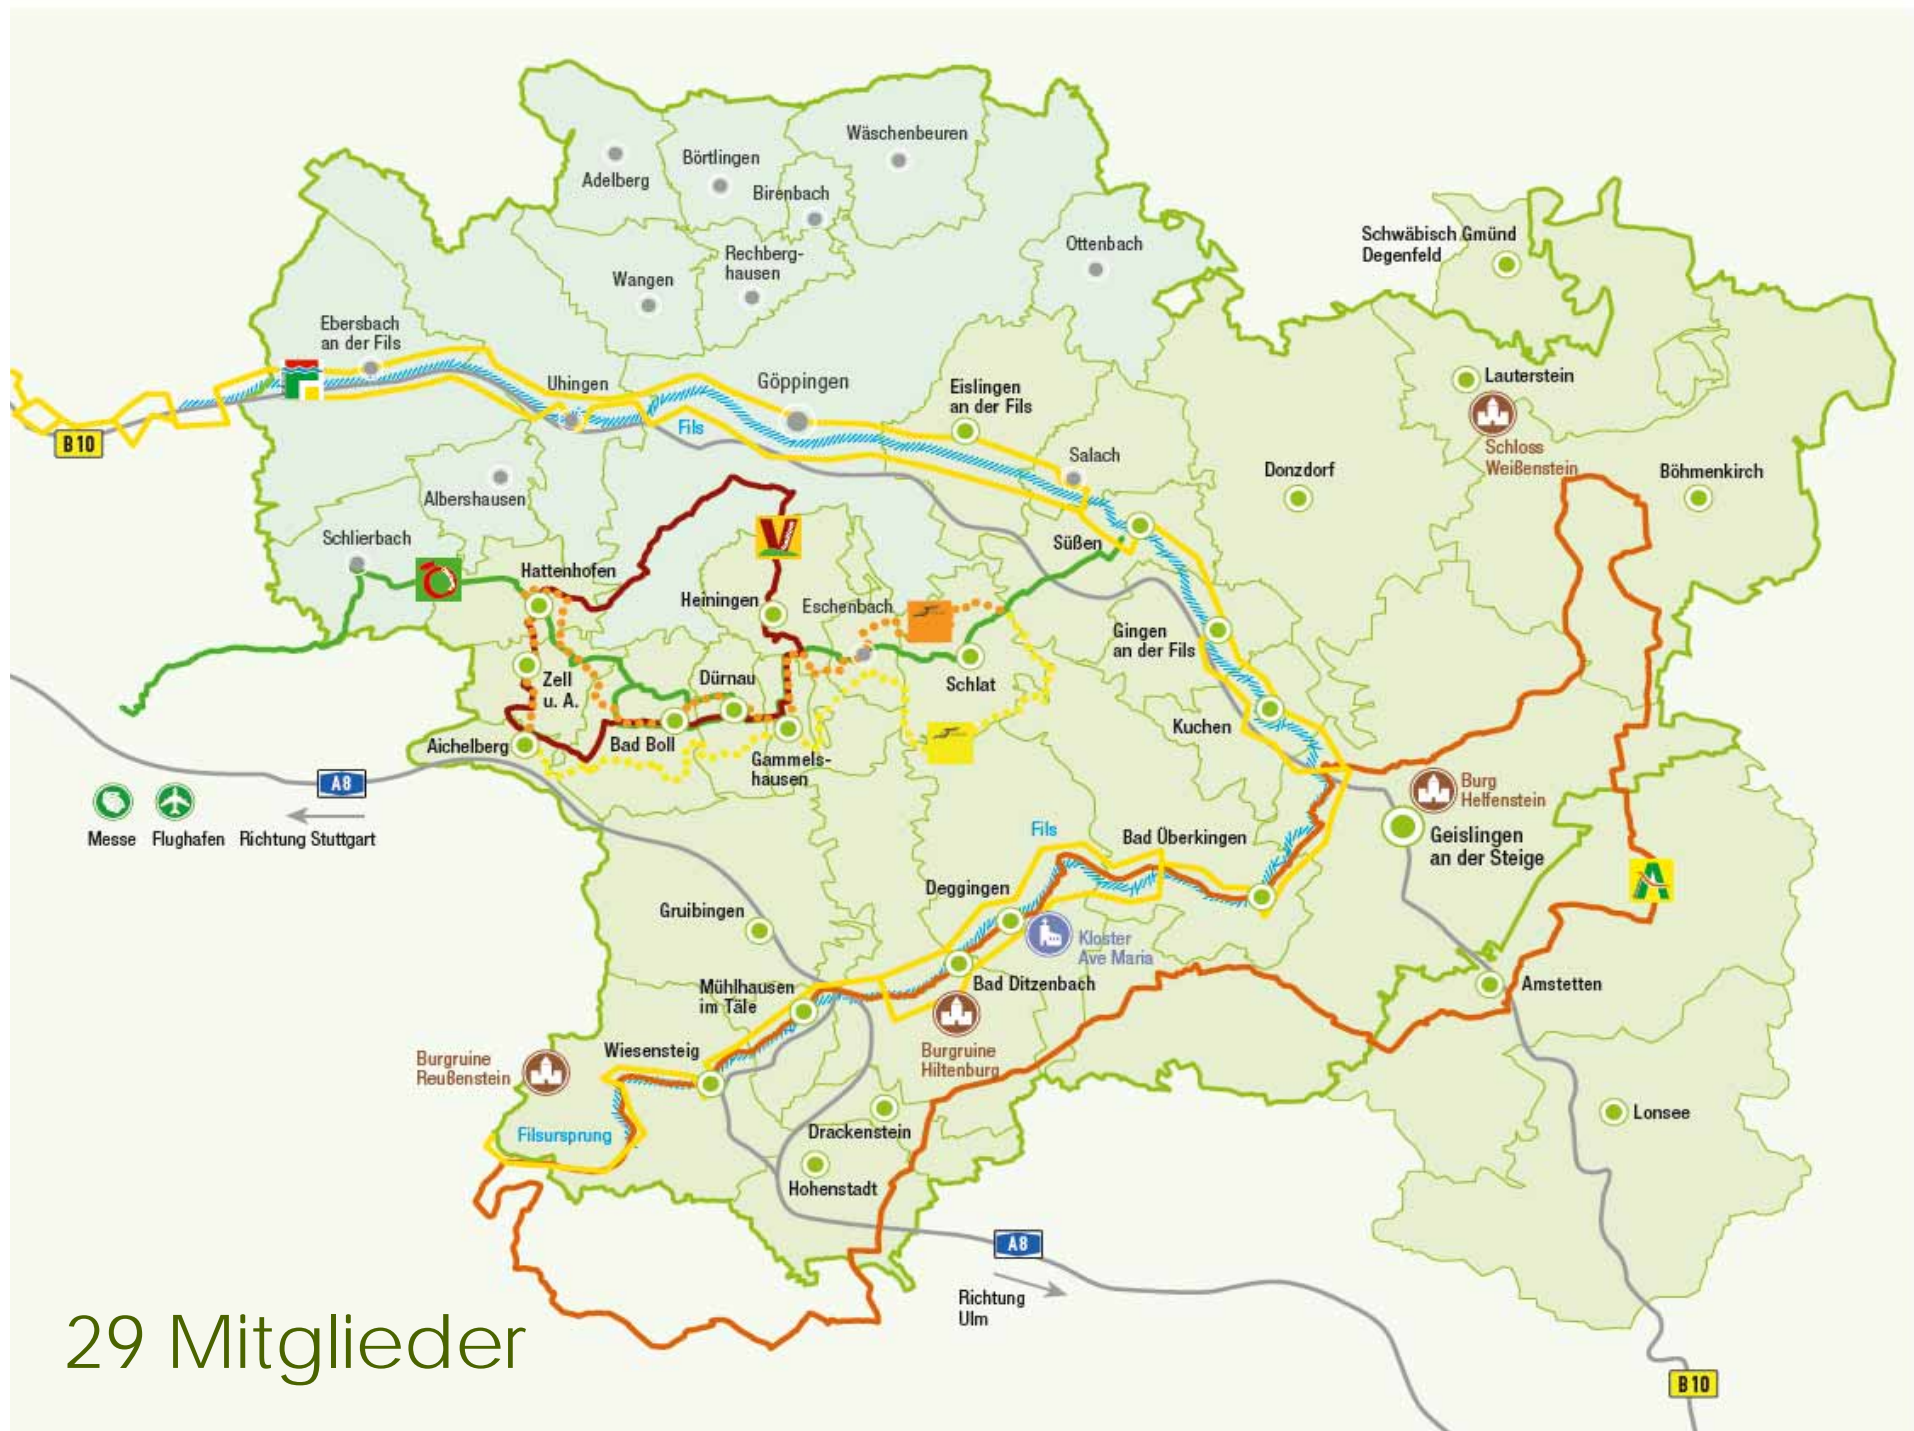 Wäschenbeuren
Börtlingen
Adelberg
Birenbach
Ottenbach
Schwäbisch Gmünd
Degenfeld
Rechberg-
hausen
Wangen
Ebersbach
an der Fils
Uhingen
Göppingen
Eislingen
an der Fils
Lauterstein
Fils
B 10
Salach
Schloss
Weißenstein
Donzdorf
Böhmenkirch
Albershausen
Schlierbach
Süßen
Hattenhofen
Heiningen
Eschenbach
Gingen
an der Fils
Zell
u. A.
Dürnau
Schlat
Kuchen
Aichelberg
Bad Boll
Gammels-
hausen
A8
Burg
Helfenstein
Messe
Flughafen
Richtung Stuttgart
Fils
Bad Überkingen
Geislingen
an der Steige
Deggingen
Gruibingen
Kloster
Ave Maria
Mühlhausen
im Täle
Bad Ditzenbach
Amstetten
Wiesensteig
Burgruine
Reußenstein
Burgruine
Hiltenburg
Filsursprung
Drackenstein
Lonsee
Hohenstadt
A8
Richtung
Ulm
29 Mitglieder
B 10